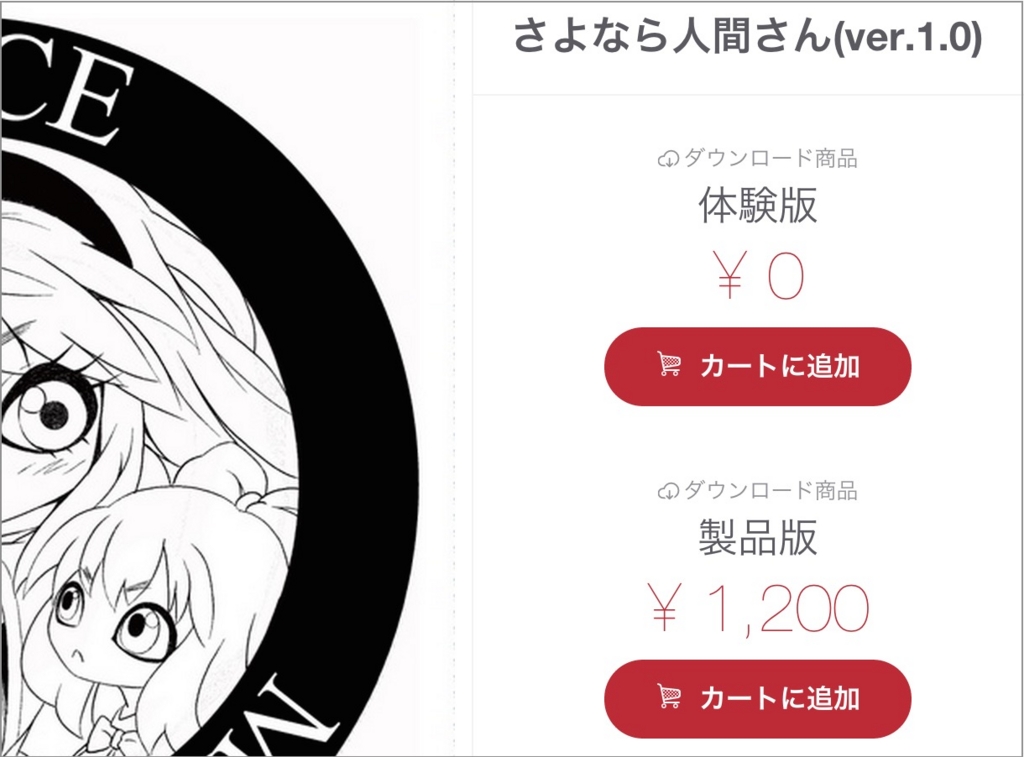 CE
さよなら人間さん(ver.1.0)
ダウンロード商品
体験版
¥ 0
カートに追加
ダウンロード商品
製品版
¥ 1,200
カートに追加
W